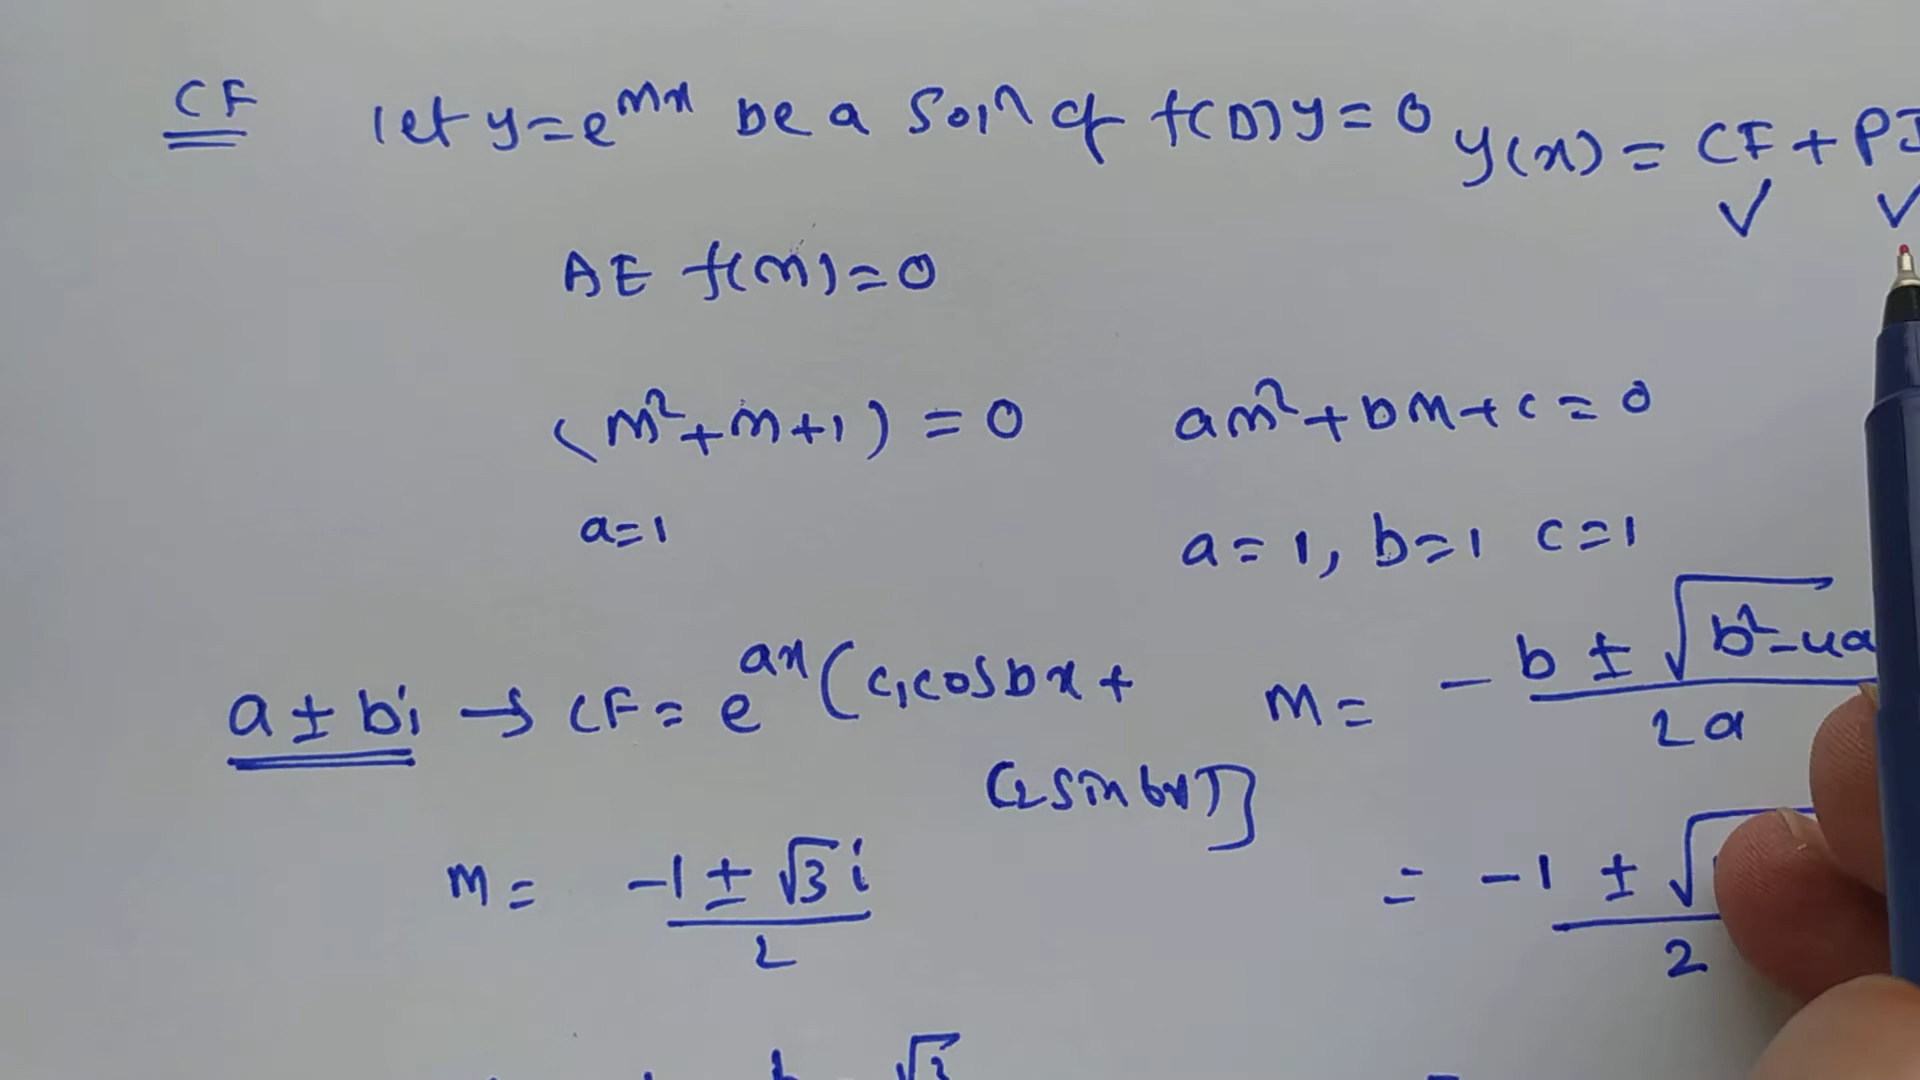 CF let y = e^mx be a Soln of f(D)y = 0
y(x) = CF + PI
✓ ✓
AE f(m) = 0
(m² + m + 1) = 0 am² + bm + c = 0
a = 1 a = 1, b = 1 c = 1
a ± bi → CF = e^ax (c₁cosbx +
c₂sinbx)]
m = -b ± √b² - 4a
2a
m = -1 ± √3 i
2
= -1 ± √
2
√3